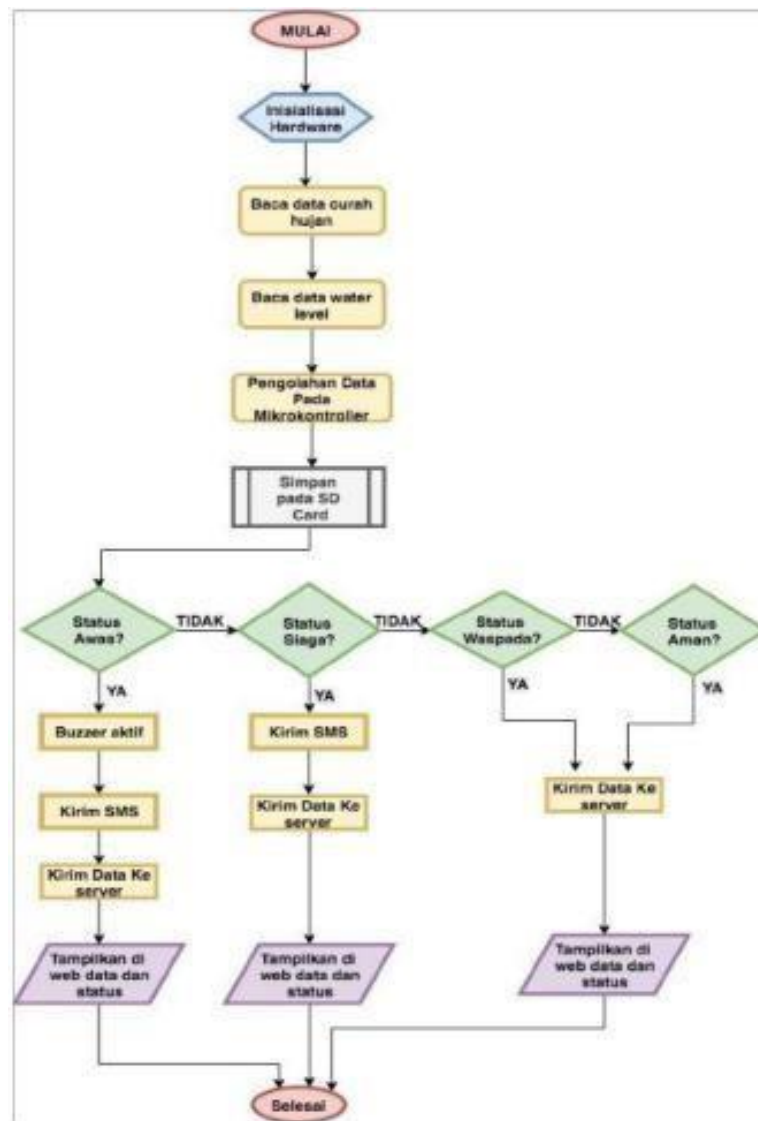 MULAI
Inisialisasi
Hardware
Baca data curah
hujan
Baca data water
level
Pengolahan Data
Pada
Mikrokontroller
Simpan
pada SD
Card
Status
Awas?
TIDAK
Status
Siaga?
TIDAK
Status
Waspada?
TIDAK
Status
Aman?
YA
YA
YA
YA
Buzzer aktif
Kirim SMS
Kirim Data Ke
server
Tampilkan di
web data dan
status
Kirim SMS
Kirim Data Ke
server
Tampilkan di
web data dan
status
Kirim Data Ke
server
Tampilkan di
web data dan
status
Selesai